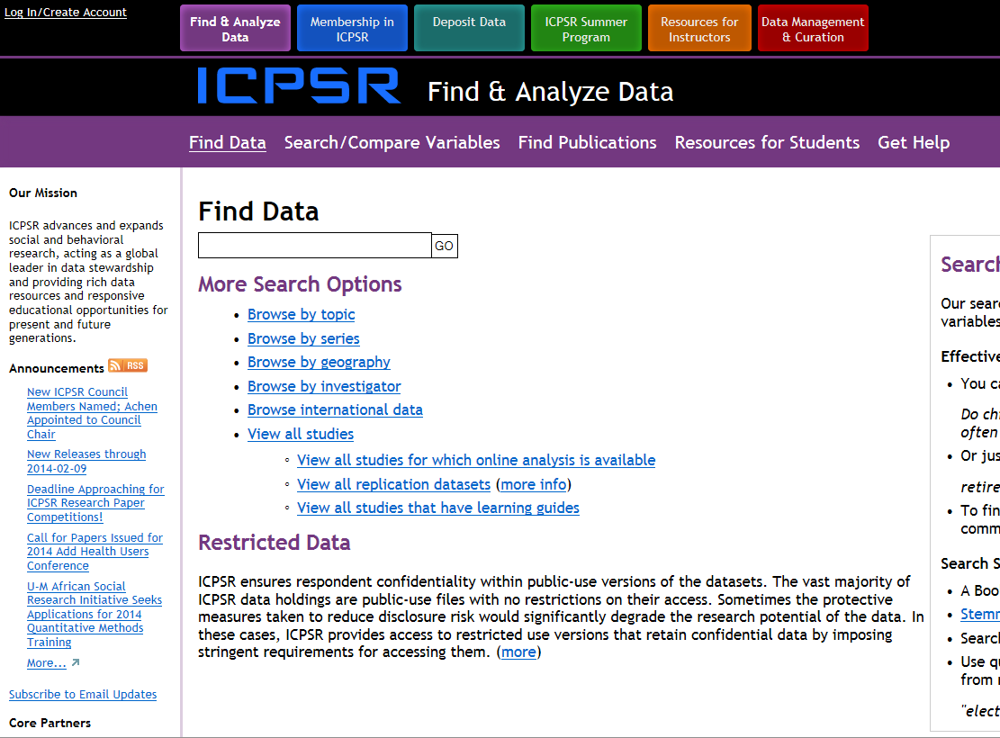 Log In/Create Account
Find & Analyze
Data
Membership in
ICPSR
Deposit Data
ICPSR Summer
Program
Resources for
Instructors
Data Management
& Curation
ICPSR
Find & Analyze Data
Find Data
Search/Compare Variables
Find Publications
Resources for Students
Get Help
Our Mission
ICPSR advances and expands
social and behavioral
research, acting as a global
leader in data stewardship
and providing rich data
resources and responsive
educational opportunities for
present and future
generations.
Announcements RSS
New ICPSR Council
Members Named; Achen
Appointed to Council
Chair
New Releases through
2014-02-09
Deadline Approaching for
ICPSR Research Paper
Competitions!
Call for Papers Issued for
2014 Add Health Users
Conference
U-M African Social
Research Initiative Seeks
Applications for 2014
Quantitative Methods
Training
More...
Subscribe to Email Updates
Core Partners
Find Data
GO
More Search Options
• Browse by topic
• Browse by series
• Browse by geography
• Browse by investigator
• Browse international data
• View all studies
◦ View all studies for which online analysis is available
◦ View all replication datasets (more info)
◦ View all studies that have learning guides
Restricted Data
ICPSR ensures respondent confidentiality within public-use versions of the datasets. The vast majority of
ICPSR data holdings are public-use files with no restrictions on their access. Sometimes the protective
measures taken to reduce disclosure risk would significantly degrade the research potential of the data. In
these cases, ICPSR provides access to restricted use versions that retain confidential data by imposing
stringent requirements for accessing them. (more)
Search
Our sear
variables
Effective
• You ca
Do chi
often
• Or jus
retire
• To fin
comm
Search S
• A Boo
• Stemm
• Search
• Use qu
from
"elect